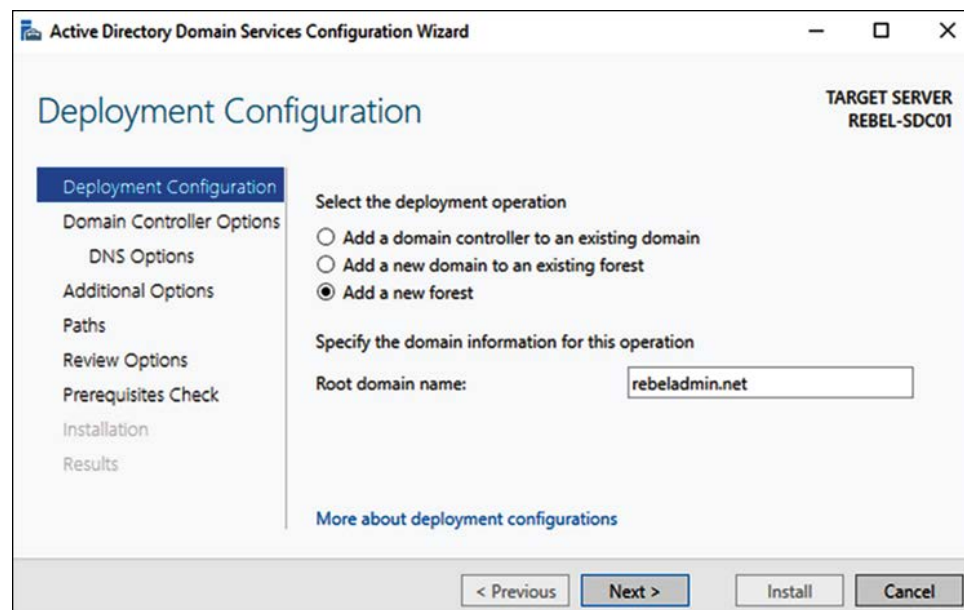 Active Directory Domain Services Configuration Wizard
Deployment Configuration
TARGET SERVER
REBEL-SDC01
Deployment Configuration
Domain Controller Options
DNS Options
Additional Options
Paths
Review Options
Prerequisites Check
Installation
Results
Select the deployment operation
Add a domain controller to an existing domain
Add a new domain to an existing forest
Add a new forest
Specify the domain information for this operation
Root domain name:
rebeladmin.net
More about deployment configurations
< Previous
Next >
Install
Cancel